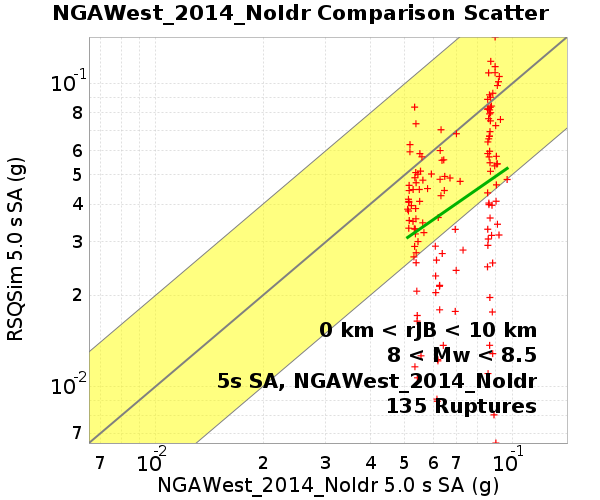 NGAWest_2014_NoIdr Comparison Scatter
RSQSim 5.0 s SA (g)
10-1
8
6
5
4
3
2
10-2
7
0 km < rJB < 10 km
8 < Mw < 8.5
5s SA, NGAWest_2014_NoIdr
135 Ruptures
7 10-2 2 3 4 5 6 7 10-1
NGAWest_2014_NoIdr 5.0 s SA (g)